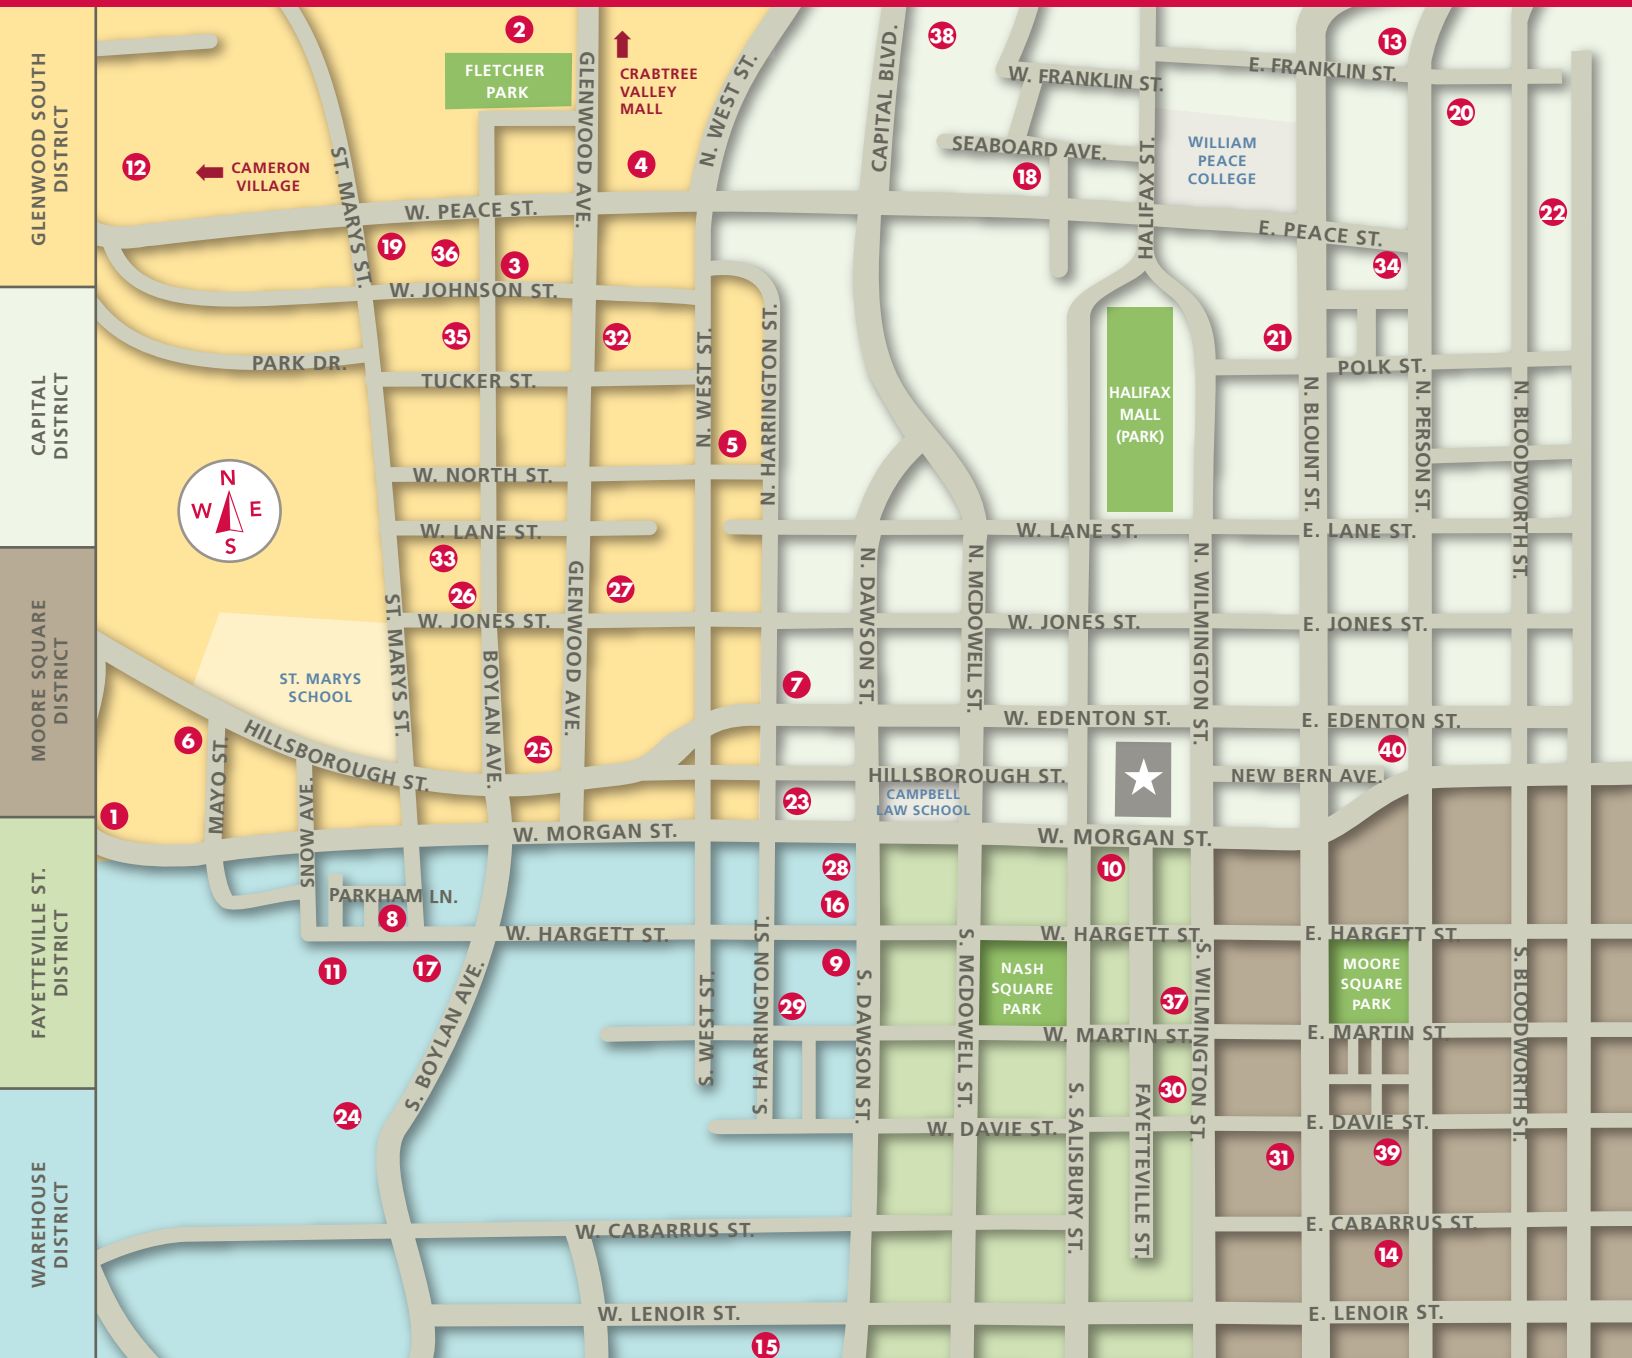 GLENWOOD SOUTH
DISTRICT
CAPITAL
DISTRICT
MOORE SQUARE
DISTRICT
FAYETTEVILLE ST.
DISTRICT
WAREHOUSE
DISTRICT
2
38
13
FLETCHER
PARK
CRABTREE
VALLEY
MALL
GLENWOOD AVE.
N. WEST ST.
CAPITAL BLVD.
W. FRANKLIN ST.
E. FRANKLIN ST.
20
12
CAMERON
VILLAGE
ST. MARYS ST.
4
SEABOARD AVE.
18
HALIFAX ST.
WILLIAM
PEACE
COLLEGE
22
W. PEACE ST.
E. PEACE ST.
19
36
3
34
W. JOHNSON ST.
35
32
21
PARK DR.
TUCKER ST.
N. WEST ST.
N. HARRINGTON ST.
HALIFAX
MALL
(PARK)
POLK ST.
N. BLOUNT ST.
N. PERSON ST.
N. BLOODWORTH ST.
5
W. NORTH ST.
N
W
E
S
W. LANE ST.
W. LANE ST.
E. LANE ST.
33
26
27
GLENWOOD AVE.
N. DAWSON ST.
N. MCDOWELL ST.
N. WILMINGTON ST.
ST. MARYS ST.
W. JONES ST.
W. JONES ST.
E. JONES ST.
ST. MARYS
SCHOOL
BOYLAN AVE.
7
6
MAYO ST.
HILLSBOROUGH ST.
25
W. EDENTON ST.
E. EDENTON ST.
40
HILLSBOROUGH ST.
NEW BERN AVE.
CAMPBELL
LAW SCHOOL
23
1
SNOW AVE.
W. MORGAN ST.
W. MORGAN ST.
28
10
PARKHAM LN.
16
8
W. HARGETT ST.
W. HARGETT ST.
E. HARGETT ST.
11
17
9
S. BOYLAN AVE.
S. WEST ST.
S. HARRINGTON ST.
29
S. DAWSON ST.
S. MCDOWELL ST.
NASH
SQUARE
PARK
37
S. WILMINGTON ST.
MOORE
SQUARE
PARK
S. BLOODWORTH ST.
W. MARTIN ST.
E. MARTIN ST.
24
30
S. SALISBURY ST.
FAYETTEVILLE ST.
W. DAVIE ST.
E. DAVIE ST.
31
39
W. CABARRUS ST.
E. CABARRUS ST.
14
W. LENOIR ST.
E. LENOIR ST.
15